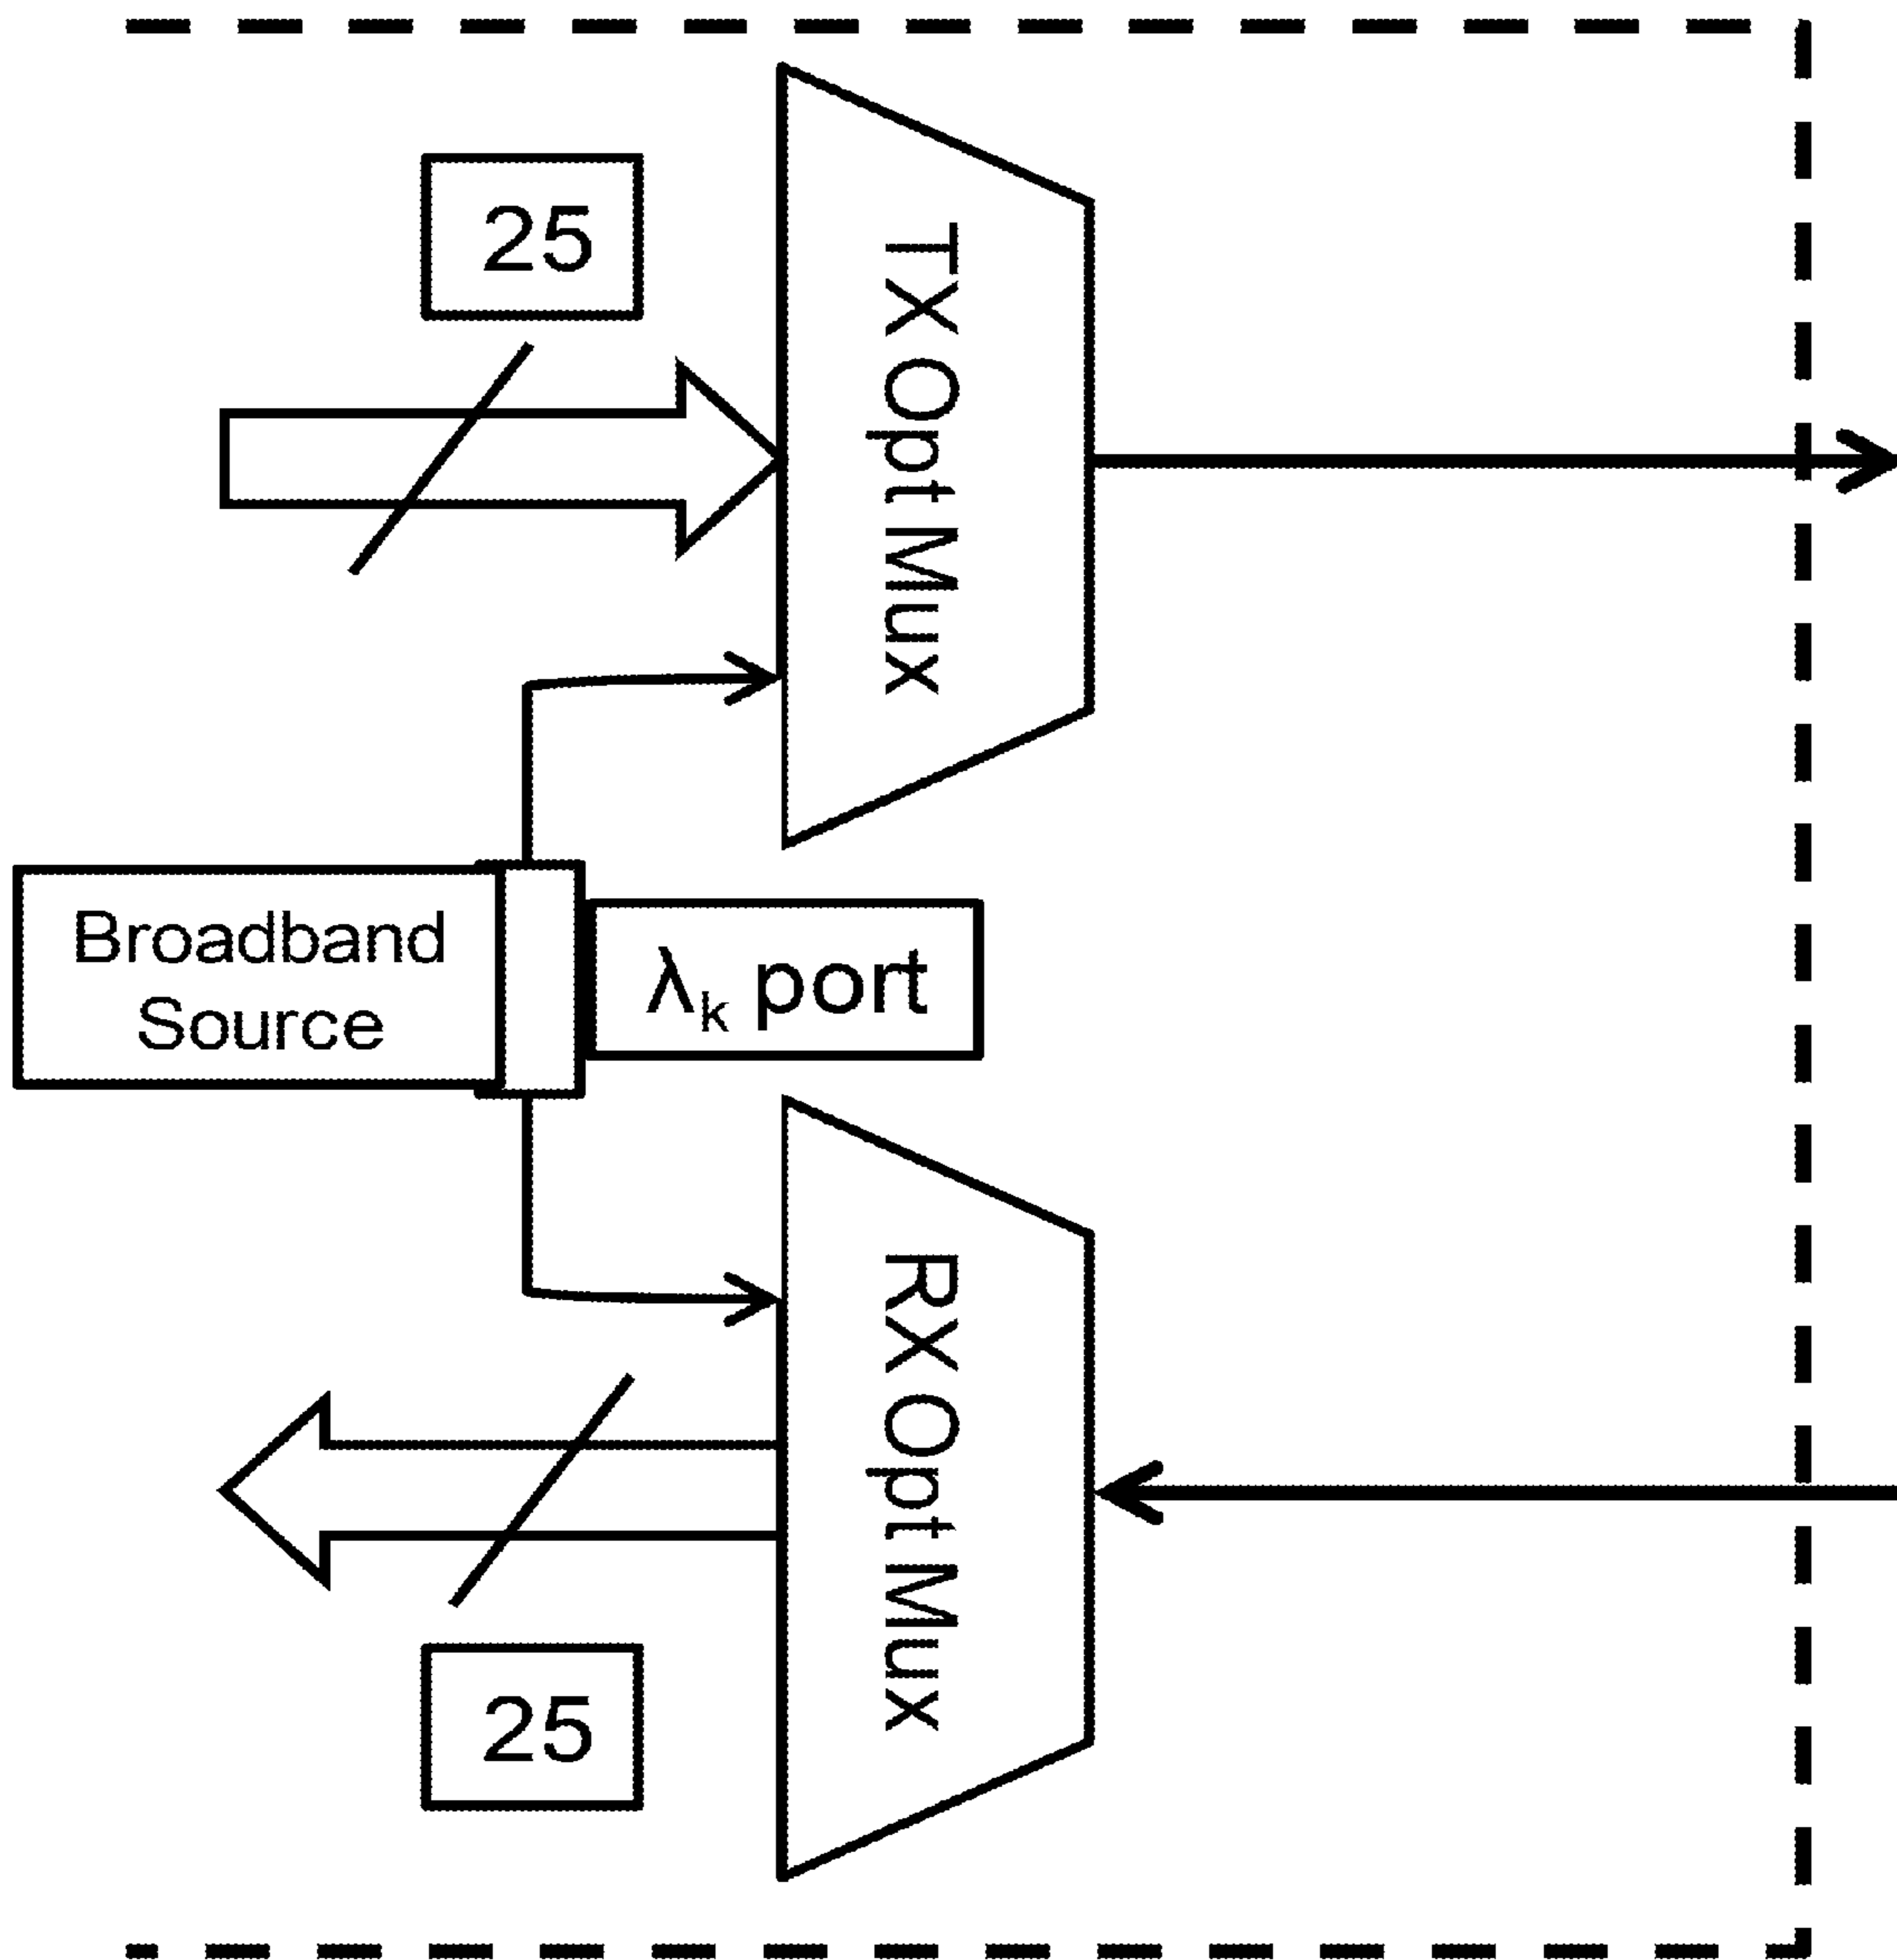 25
TX Opt Mux
Broadband
Source
λₖ port
RX Opt Mux
25